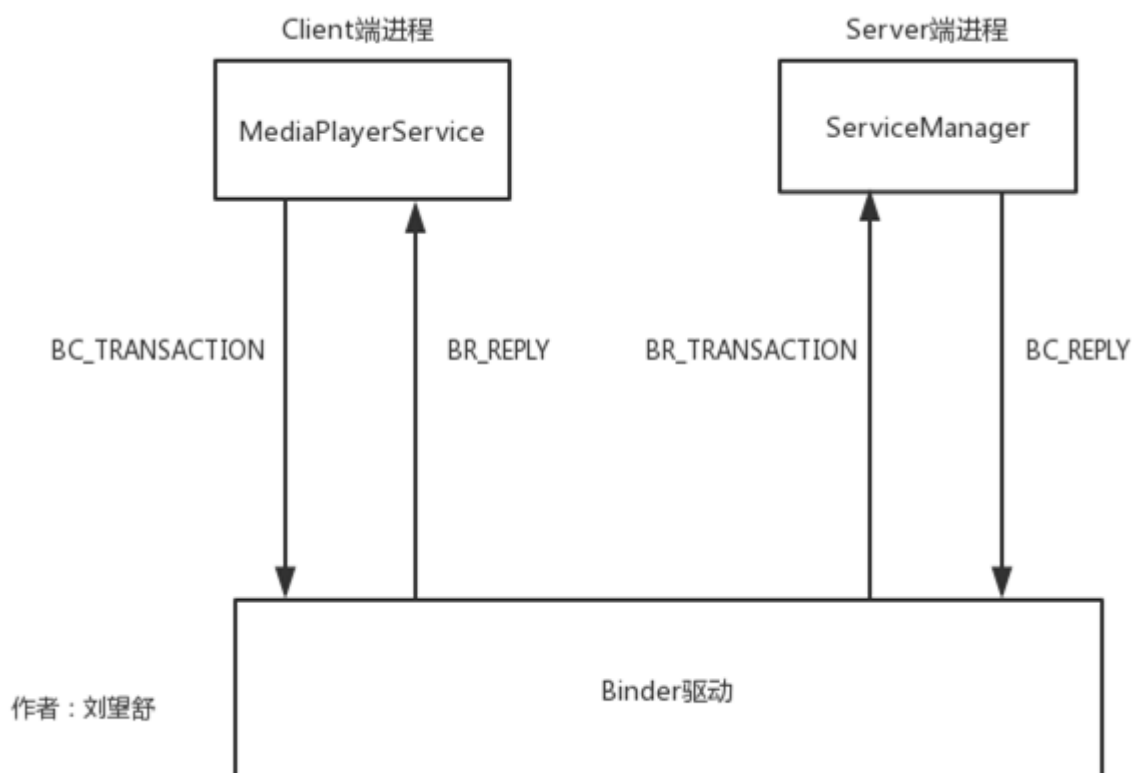 Client端进程
Server端进程
MediaPlayerService
ServiceManager
BC_TRANSACTION
BR_REPLY
BR_TRANSACTION
BC_REPLY
Binder驱动
作者：刘望舒